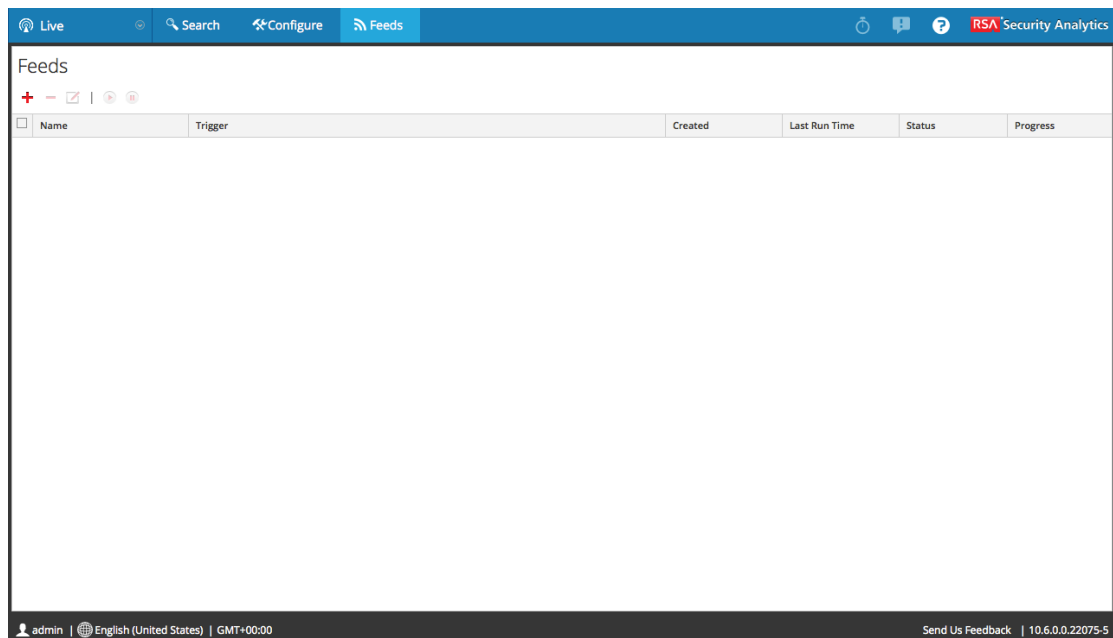 Live Search Configure Feeds RSA Security Analytics
Feeds
Name Trigger Created Last Run Time Status Progress
admin | English (United States) | GMT+00:00 Send Us Feedback | 10.6.0.0.22075-5